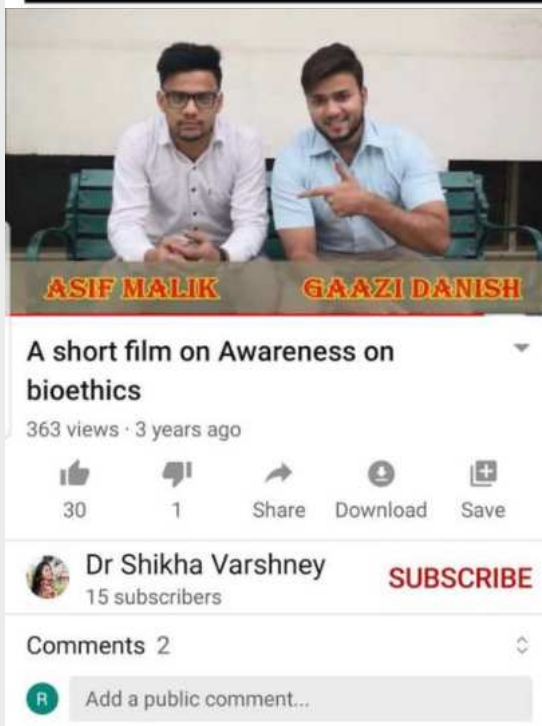 ASIF MALIK GAAZI DANISH
A short film on Awareness on
bioethics
363 views · 3 years ago
30 1 Share Download Save
Dr Shikha Varshney SUBSCRIBE
15 subscribers
Comments 2
R Add a public comment...